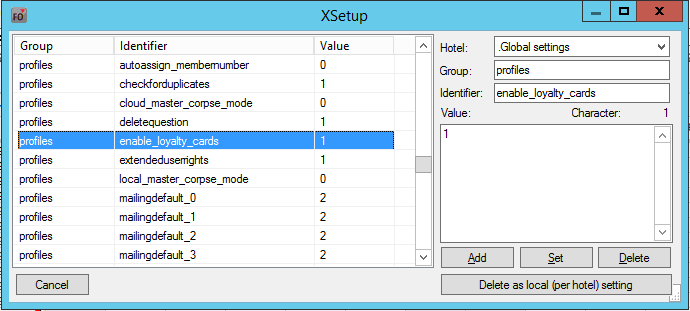 FO
XSetup
Group Identifier Value
profiles autoassign_membernumber 0
profiles checkforduplicates 1
profiles cloud_master_corpse_mode 0
profiles deletequestion 1
profiles enable_loyalty_cards 1
profiles extendeduserrights 1
profiles local_master_corpse_mode 0
profiles mailingdefault_0 2
profiles mailingdefault_1 2
profiles mailingdefault_2 2
profiles mailingdefault_3 2
Cancel
Hotel: .Global settings
Group: profiles
Identifier: enable_loyalty_cards
Value: Character: 1
1
Add Set Delete
Delete as local (per hotel) setting